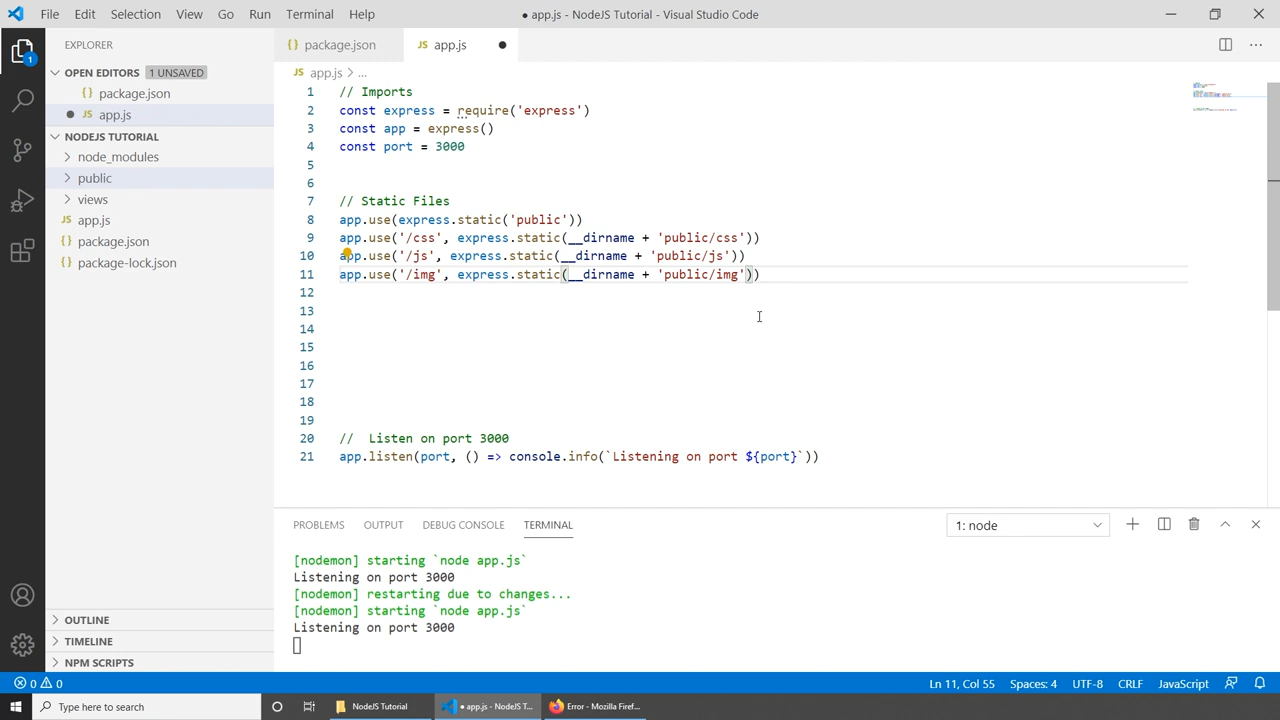 File Edit Selection View Go Run Terminal Help
● app.js - NodeJS Tutorial - Visual Studio Code
EXPLORER
OPEN EDITORS 1 UNSAVED
package.json
app.js
NODEJS TUTORIAL
node_modules
public
views
app.js
package.json
package-lock.json
OUTLINE
TIMELINE
NPM SCRIPTS
1
{} package.json
JS app.js ●
JS app.js > ...
1 // Imports
2 const express = require('express')
3 const app = express()
4 const port = 3000
5
6
7 // Static Files
8 app.use(express.static('public'))
9 app.use('/css', express.static(__dirname + 'public/css'))
10 app.use('/js', express.static(__dirname + 'public/js'))
11 app.use('/img', express.static(__dirname + 'public/img'))
12
13
14
15
16
17
18
19
20 //  Listen on port 3000
21 app.listen(port, () => console.info(`Listening on port ${port}`))
PROBLEMS OUTPUT DEBUG CONSOLE TERMINAL
1: node
[nodemon] starting `node app.js`
Listening on port 3000
[nodemon] restarting due to changes...
[nodemon] starting `node app.js`
Listening on port 3000
0 0
Ln 11, Col 55 Spaces: 4 UTF-8 CRLF JavaScript
Type here to search
NodeJS Tutorial
● app.js - NodeJS T...
Error - Mozilla Firef...